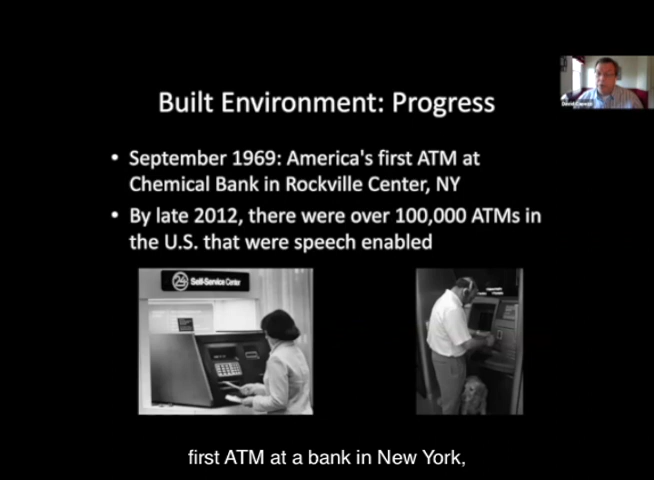 Built Environment: Progress
• September 1969: America's first ATM at
Chemical Bank in Rockville Center, NY
• By late 2012, there were over 100,000 ATMs in
the U.S. that were speech enabled
24 Self-Service Center
first ATM at a bank in New York,